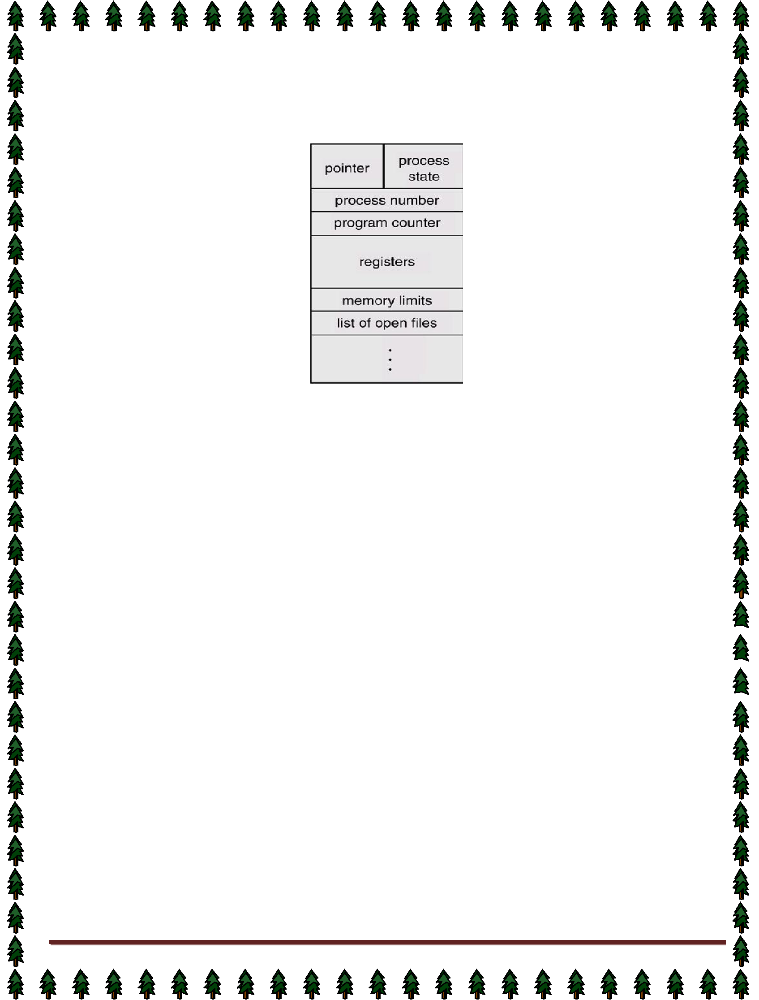 pointer
process
state
process number
program counter
registers
memory limits
list of open files